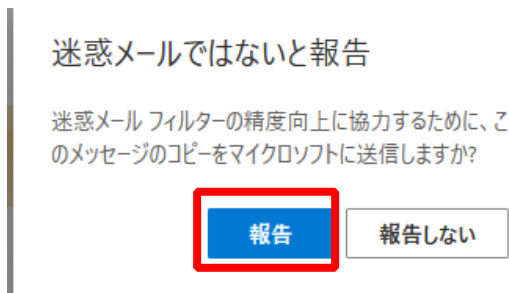 迷惑メールではないと報告
迷惑メール フィルターの精度向上に協力するために、こ
のメッセージのコピーをマイクロソフトに送信しますか?
報告
報告しない